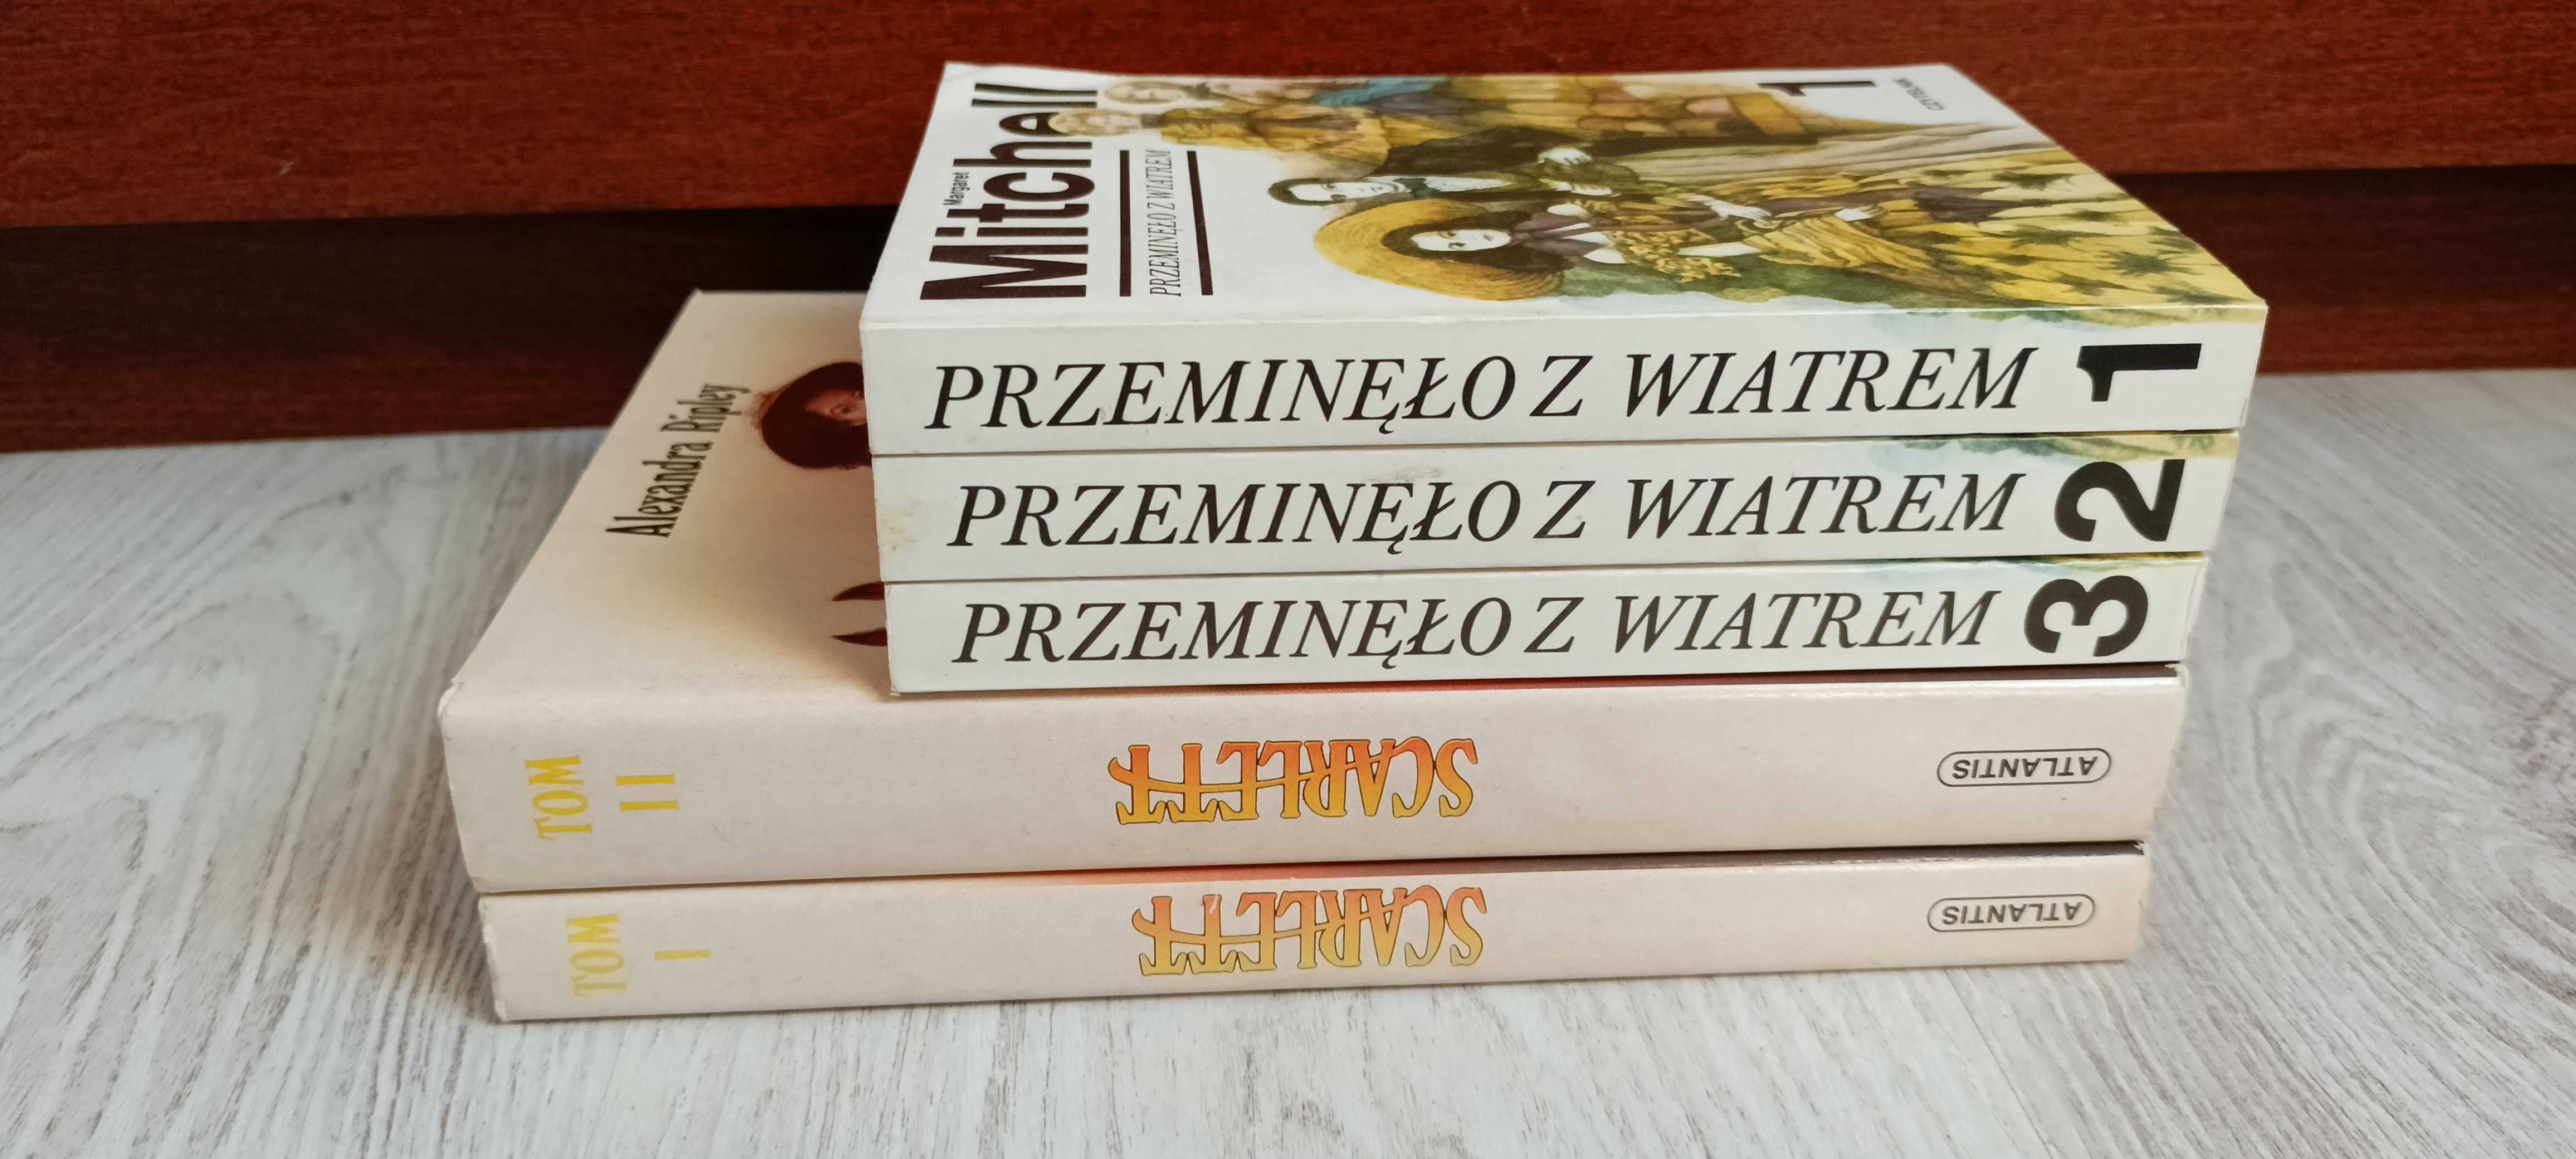 Margaret
Mitchell
PRZEMINĘŁO Z WIATREM
1
CZYTELNIK
PRZEMINĘŁO Z WIATREM 1
PRZEMINĘŁO Z WIATREM 2
PRZEMINĘŁO Z WIATREM 3
Alexandra Ripley
TOM
II
SCARLETT
ATLANTIS
TOM
I
SCARLETT
ATLANTIS